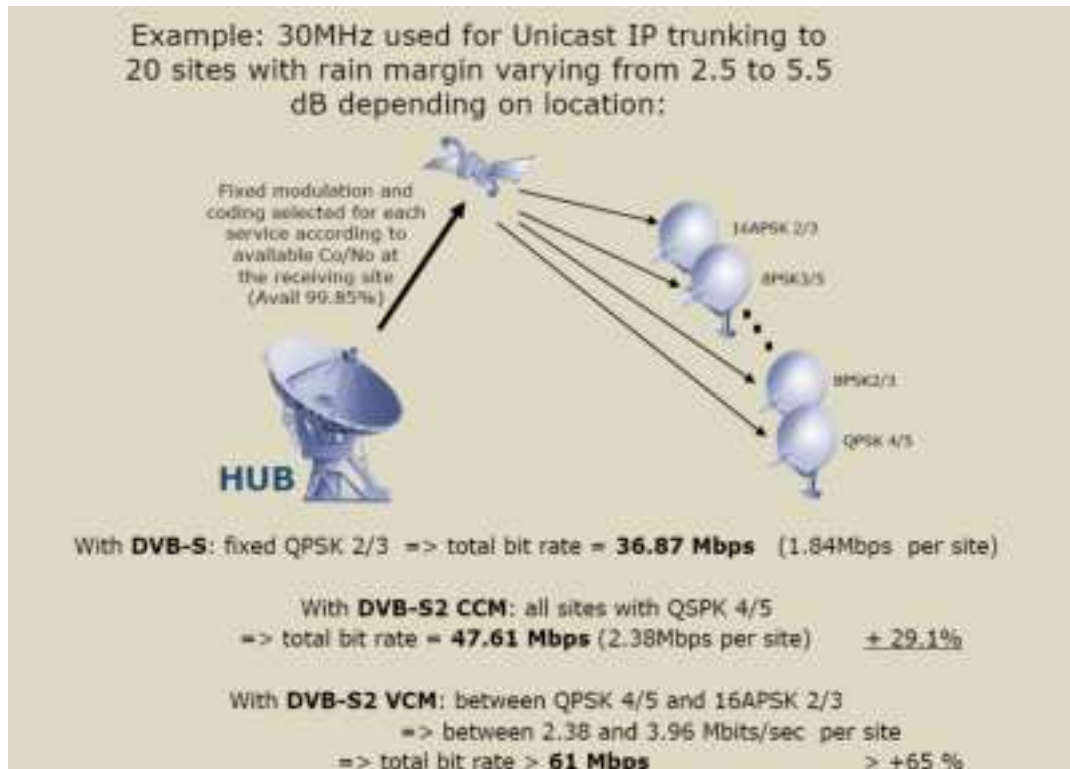 Example: 30MHz used for Unicast IP trunking to
20 sites with rain margin varying from 2.5 to 5.5
dB depending on location:
Fixed modulation and
coding selected for each
service according to
available Co/No at
the receiving site
(Avail 99.85%)
16APSK 2/3
8PSK3/5
8PSK2/3
QPSK 4/5
HUB
With DVB-S: fixed QPSK 2/3 => total bit rate = 36.87 Mbps (1.84Mbps per site)
With DVB-S2 CCM: all sites with QSPK 4/5
=> total bit rate = 47.61 Mbps (2.38Mbps per site) + 29.1%
With DVB-S2 VCM: between QPSK 4/5 and 16APSK 2/3
=> between 2.38 and 3.96 Mbits/sec per site
=> total bit rate > 61 Mbps > +65 %